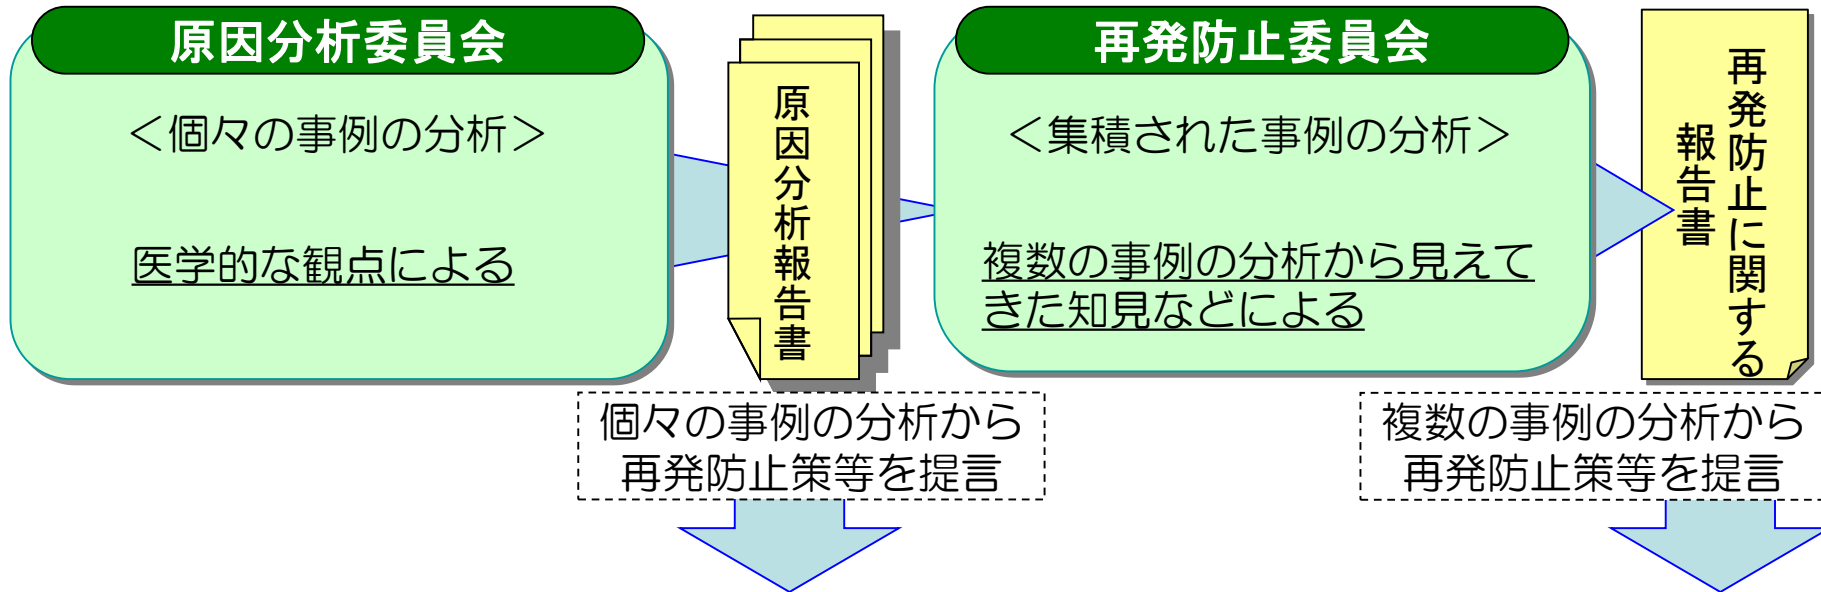 原因分析委員会
＜個々の事例の分析＞
医学的な観点による
原因分析報告書
再発防止委員会
＜集積された事例の分析＞
複数の事例の分析から見えて
きた知見などによる
再発防止に関する
報告書
個々の事例の分析から
再発防止策等を提言
複数の事例の分析から
再発防止策等を提言